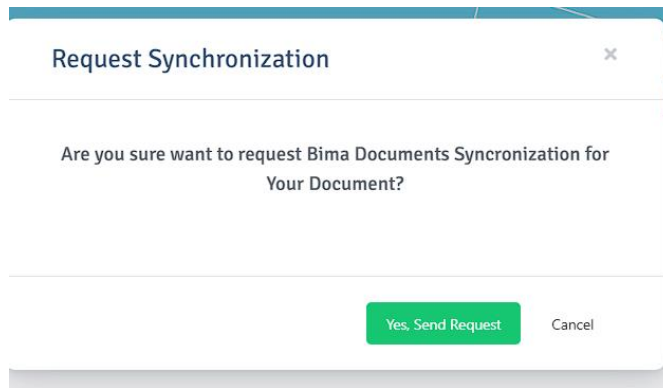 Request Synchronization
×
Are you sure want to request Bima Documents Syncronization for
Your Document?
Yes, Send Request
Cancel